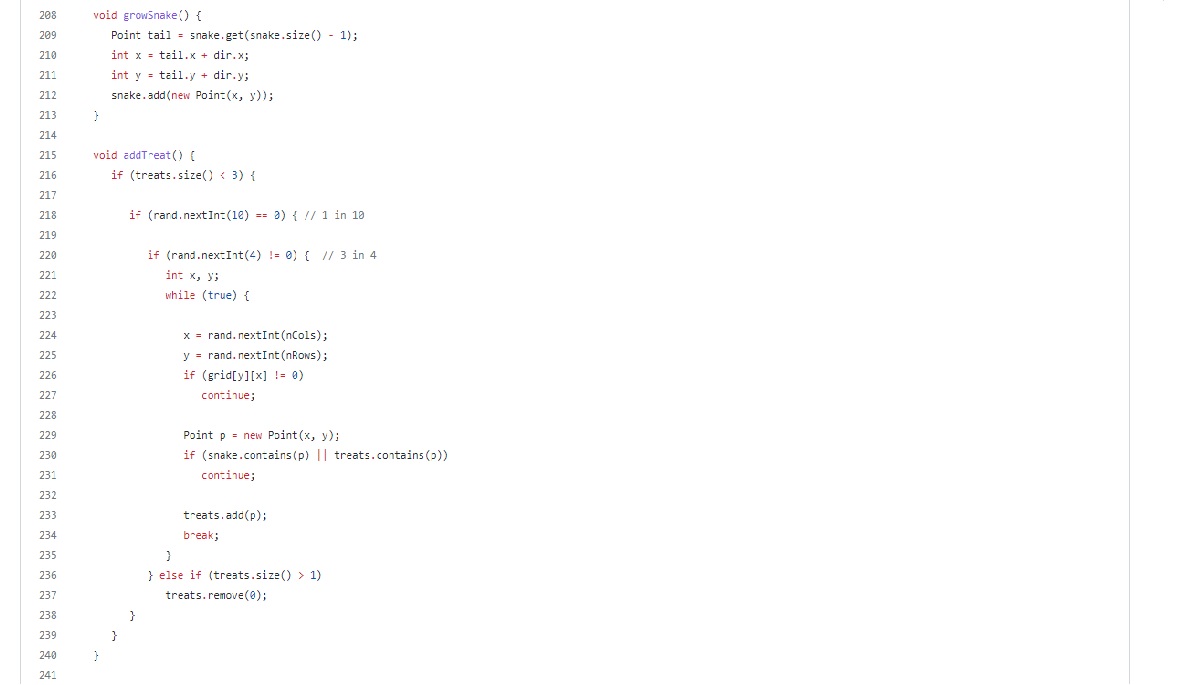 208 void growSnake() {
209 Point tail = snake.get(snake.size() - 1);
210 int x = tail.x + dir.x;
211 int y = tail.y + dir.y;
212 snake.add(new Point(x, y));
213 }
214
215 void addTreat() {
216 if (treats.size() < 3) {
217
218 if (rand.nextInt(10) == 0) { // 1 in 10
219
220 if (rand.nextInt(4) != 0) {  // 3 in 4
221 int x, y;
222 while (true) {
223
224 x = rand.nextInt(nCols);
225 y = rand.nextInt(nRows);
226 if (grid[y][x] != 0)
227 continue;
228
229 Point p = new Point(x, y);
230 if (snake.contains(p) || treats.contains(p))
231 continue;
232
233 treats.add(p);
234 break;
235 }
236 } else if (treats.size() > 1)
237 treats.remove(0);
238 }
239 }
240 }
241